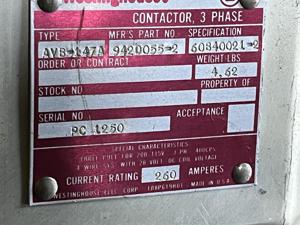 Westinghouse
CONTACTOR, 3 PHASE
TYPE MFR'S PART NO. SPECIFICATION
AVB-147A 9420055-2 60840021-2
ORDER OR CONTRACT WEIGHT-LBS
4.62
STOCK NO PROPERTY OF
SERIAL NO ACCEPTANCE
PC 1250
SPECIAL CHARACTERISTICS
VOLTAGE
CURRENT RATING 260 AMPERES
WESTINGHOUSE ELEC CORP. MADE IN U.S.A.